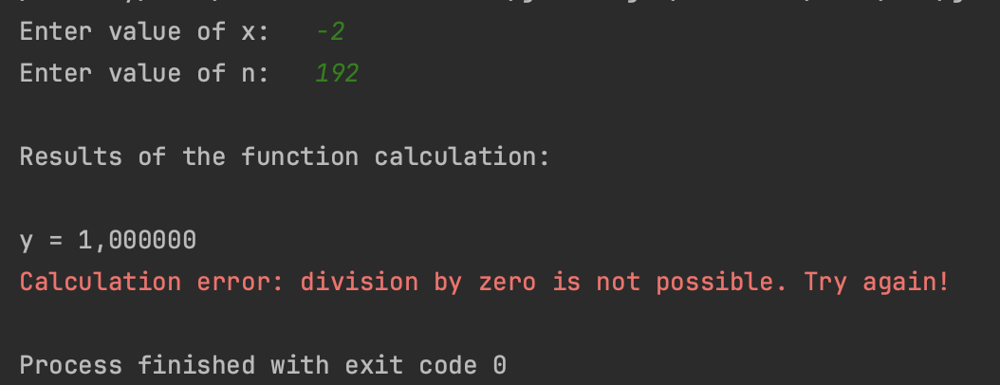 Enter value of x: -2
Enter value of n: 192
Results of the function calculation:
y = 1,000000
Calculation error: division by zero is not possible. Try again!
Process finished with exit code 0